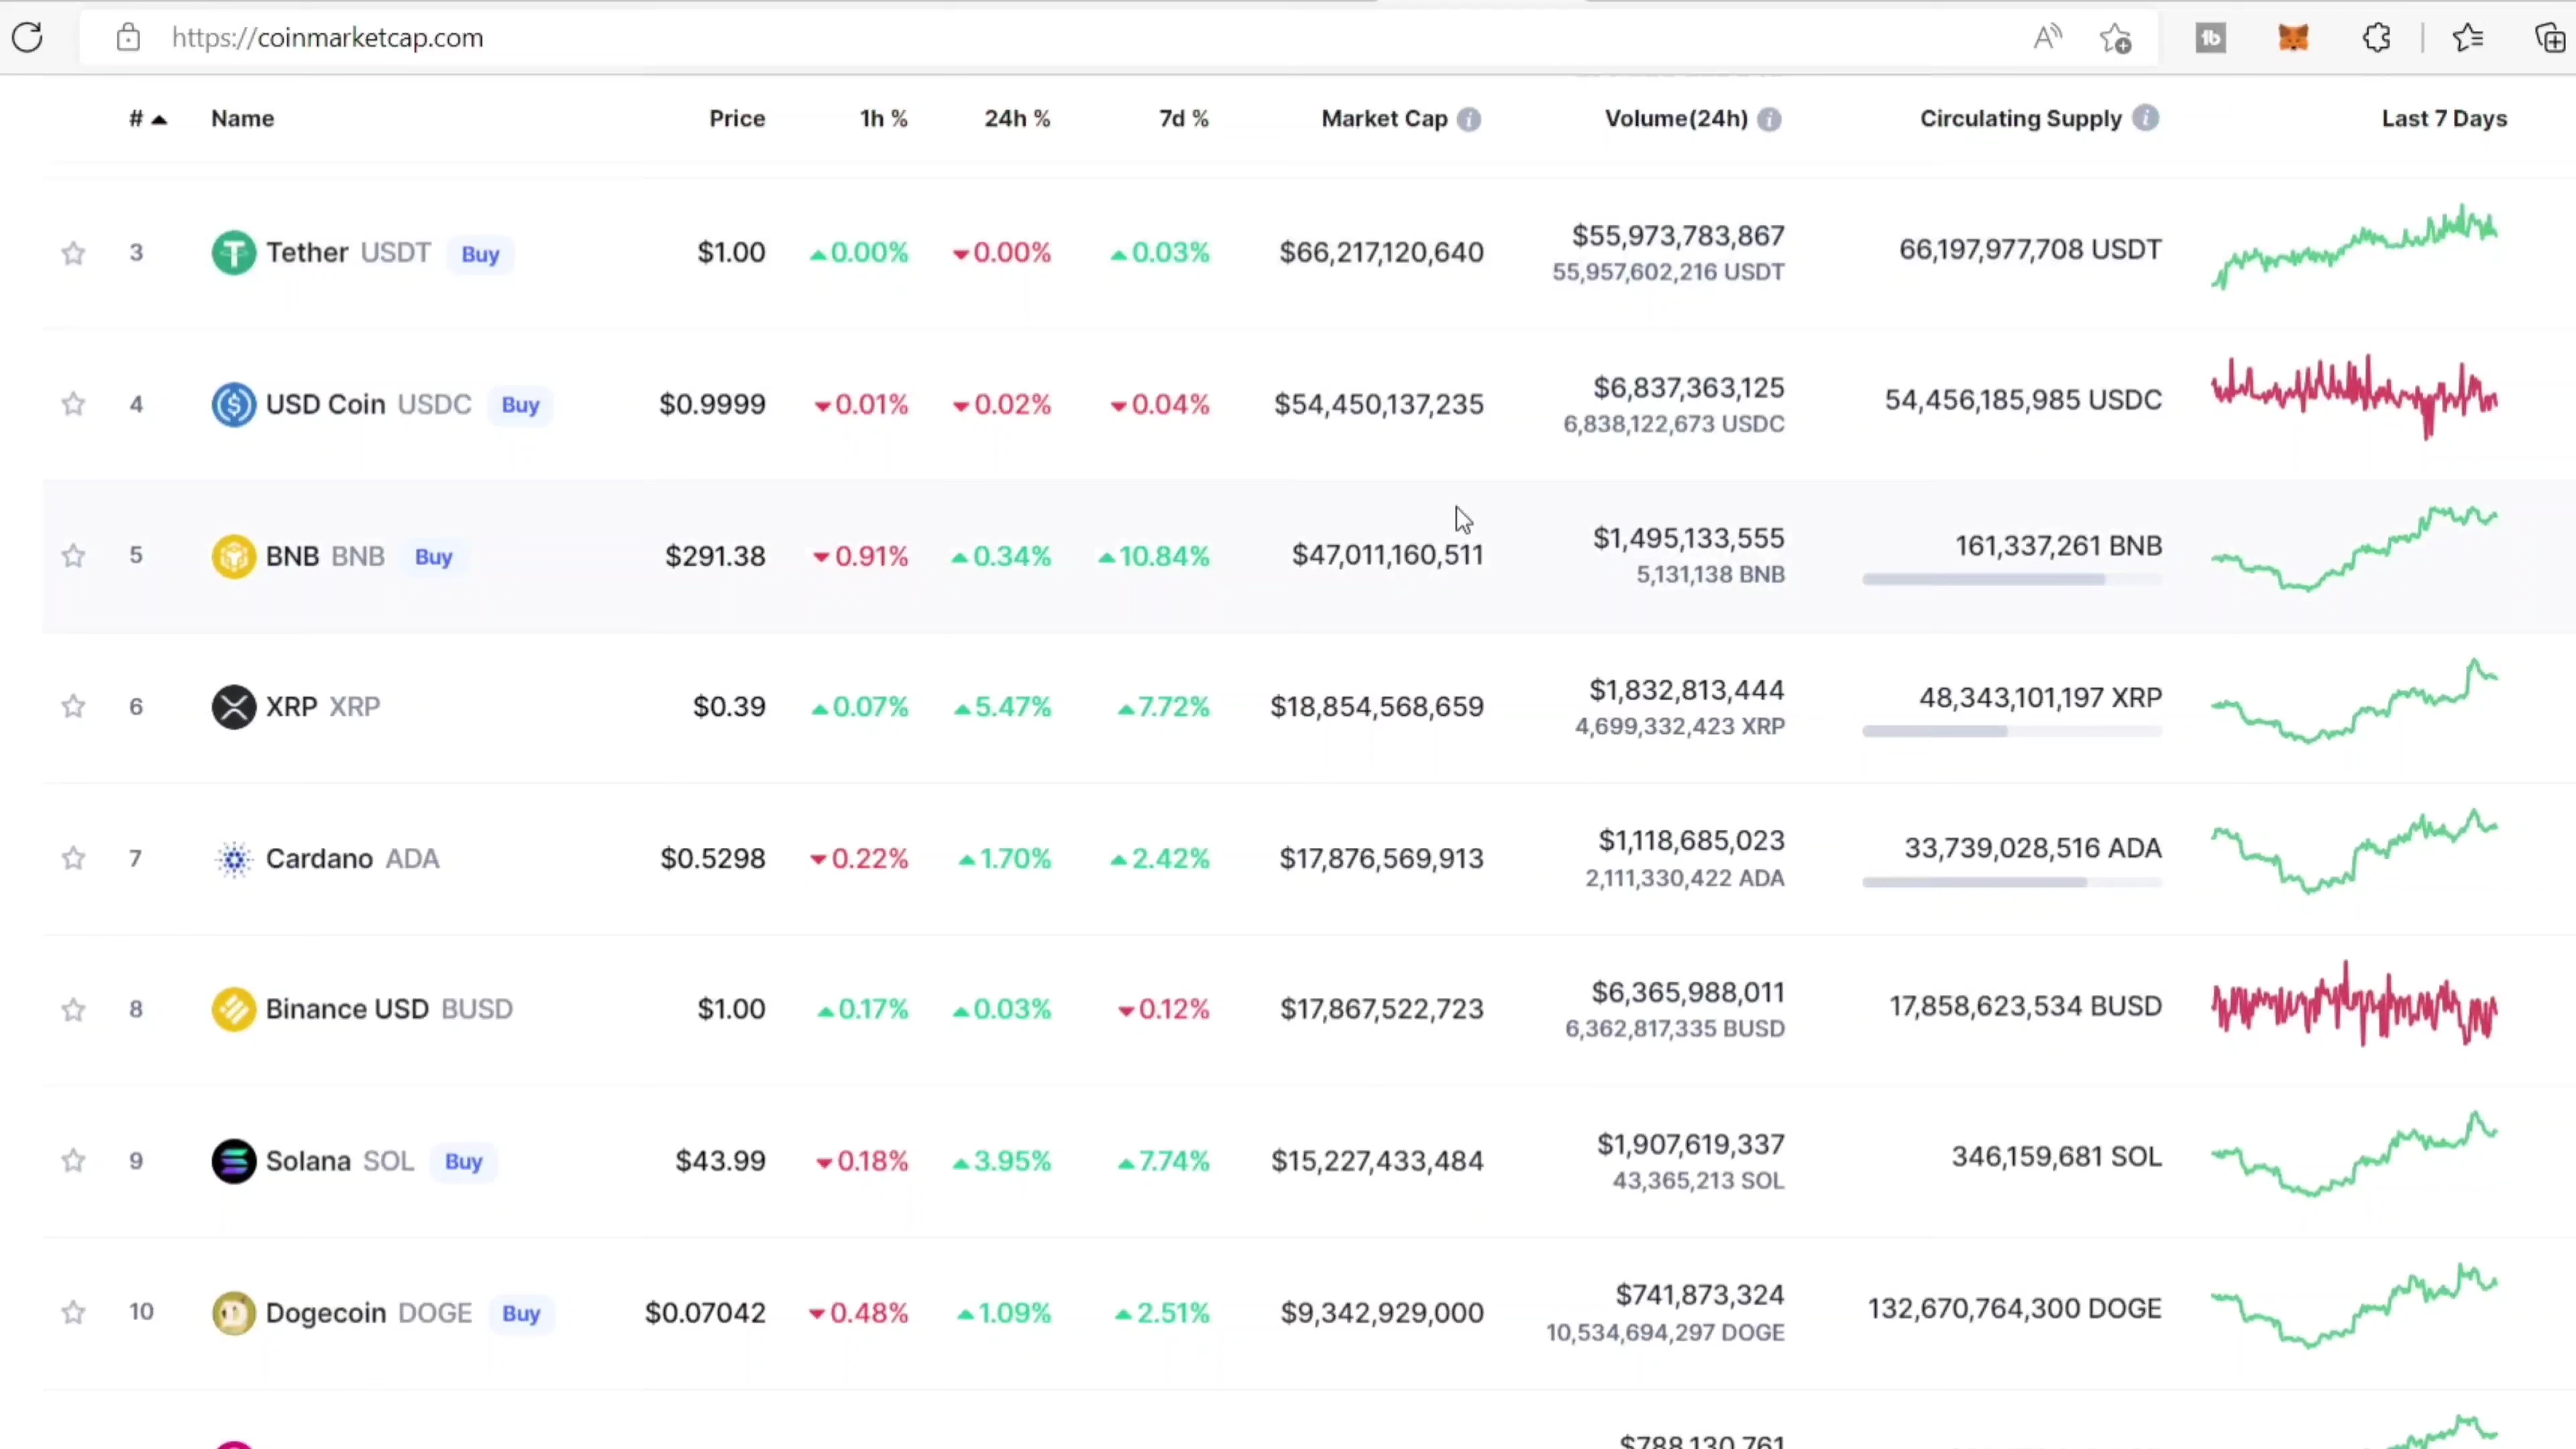 https://coinmarketcap.com
# Name Price 1h % 24h % 7d % Market Cap Volume(24h) Circulating Supply Last 7 Days
3 Tether USDT Buy $1.00 0.00% 0.00% 0.03% $66,217,120,640 $55,973,783,867 66,197,977,708 USDT
55,957,602,216 USDT
4 USD Coin USDC Buy $0.9999 0.01% 0.02% 0.04% $54,450,137,235 $6,837,363,125 54,456,185,985 USDC
6,838,122,673 USDC
5 BNB BNB Buy $291.38 0.91% 0.34% 10.84% $47,011,160,511 $1,495,133,555 161,337,261 BNB
5,131,138 BNB
6 XRP XRP $0.39 0.07% 5.47% 7.72% $18,854,568,659 $1,832,813,444 48,343,101,197 XRP
4,699,332,423 XRP
7 Cardano ADA $0.5298 0.22% 1.70% 2.42% $17,876,569,913 $1,118,685,023 33,739,028,516 ADA
2,111,330,422 ADA
8 Binance USD BUSD $1.00 0.17% 0.03% 0.12% $17,867,522,723 $6,365,988,011 17,858,623,534 BUSD
6,362,817,335 BUSD
9 Solana SOL Buy $43.99 0.18% 3.95% 7.74% $15,227,433,484 $1,907,619,337 346,159,681 SOL
43,365,213 SOL
10 Dogecoin DOGE Buy $0.07042 0.48% 1.09% 2.51% $9,342,929,000 $741,873,324 132,670,764,300 DOGE
10,534,694,297 DOGE
$788,130,761